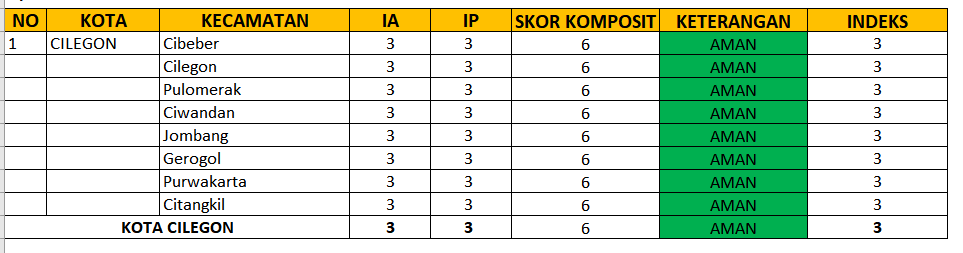 NO KOTA KECAMATAN IA IP SKOR KOMPOSIT KETERANGAN INDEKS
1 CILEGON Cibeber 3 3 6 AMAN 3
Cilegon 3 3 6 AMAN 3
Pulomerak 3 3 6 AMAN 3
Ciwandan 3 3 6 AMAN 3
Jombang 3 3 6 AMAN 3
Gerogol 3 3 6 AMAN 3
Purwakarta 3 3 6 AMAN 3
Citangkil 3 3 6 AMAN 3
KOTA CILEGON 3 3 6 AMAN 3